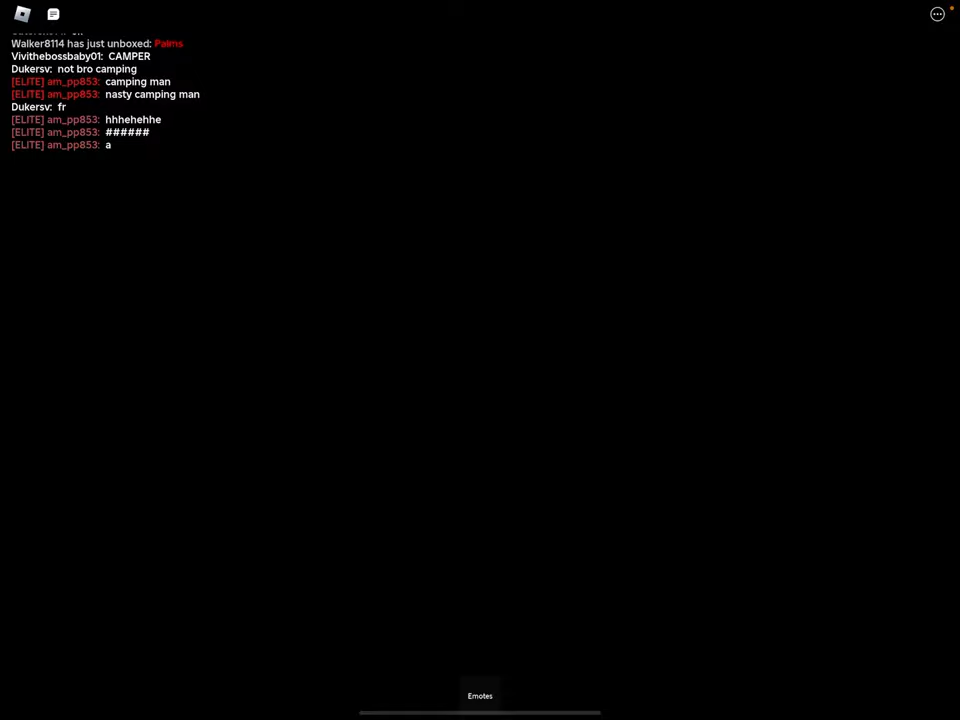 Walker8114 has just unboxed: Palms
Vivithebossbaby01: CAMPER
Dukersv: not bro camping
[ELITE] am_pp853: camping man
[ELITE] am_pp853: nasty camping man
Dukersv: fr
[ELITE] am_pp853: hhhehehhe
[ELITE] am_pp853: ######
[ELITE] am_pp853: a
Emotes